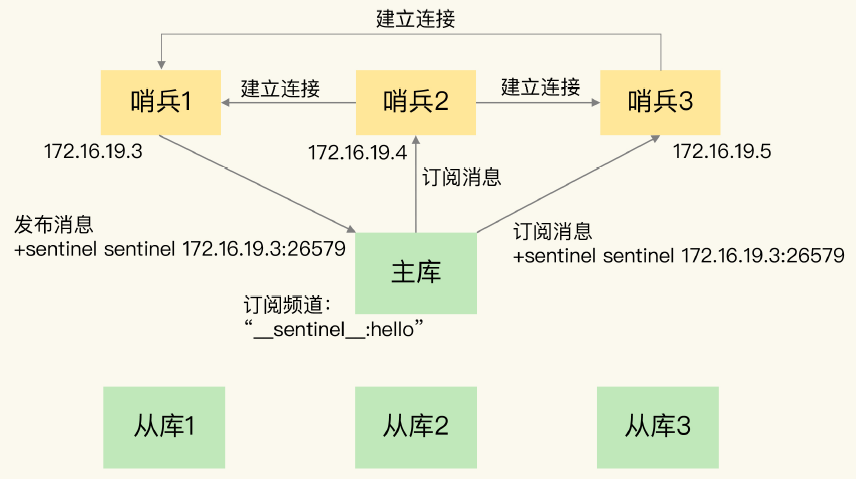 建立连接
哨兵1
建立连接
哨兵2
建立连接
哨兵3
172.16.19.3
172.16.19.4
172.16.19.5
订阅消息
发布消息
+sentinel sentinel 172.16.19.3:26579
订阅消息
+sentinel sentinel 172.16.19.3:26579
主库
订阅频道：
“__sentinel__:hello”
从库1
从库2
从库3